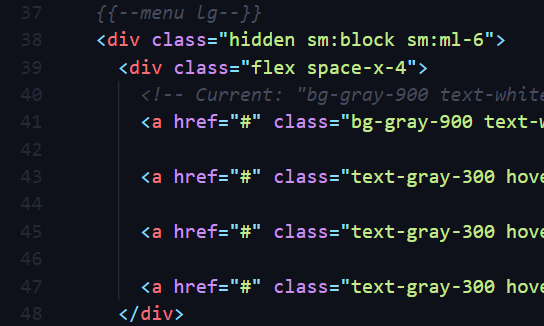 37 {{--menu lg--}}
38 <div class="hidden sm:block sm:ml-6">
39 <div class="flex space-x-4">
40 <!-- Current: "bg-gray-900 text-white
41 <a href="#" class="bg-gray-900 text-w
42
43 <a href="#" class="text-gray-300 hove
44
45 <a href="#" class="text-gray-300 hove
46
47 <a href="#" class="text-gray-300 hove
48 </div>